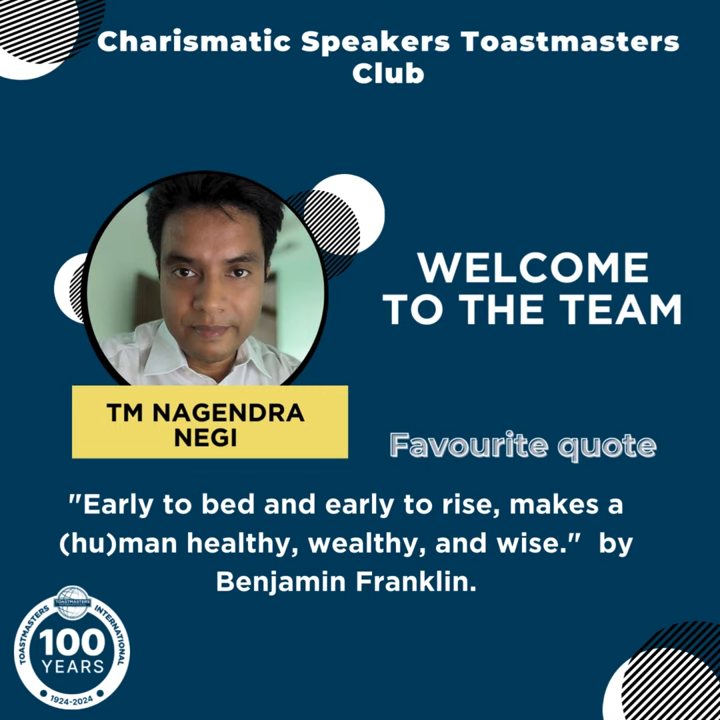 Charismatic Speakers Toastmasters
Club
WELCOME
TO THE TEAM
TM NAGENDRA
NEGI
Favourite quote
"Early to bed and early to rise, makes a
(hu)man healthy, wealthy, and wise."  by
Benjamin Franklin.
TOASTMASTERS INTERNATIONAL
TOASTMASTERS
100
YEARS
1924-2024